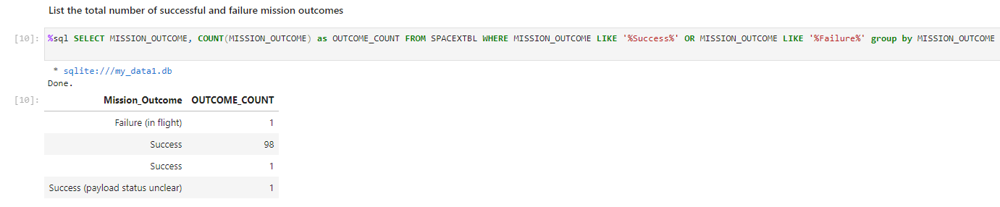 List the total number of successful and failure mission outcomes
[10]: %sql SELECT MISSION_OUTCOME, COUNT(MISSION_OUTCOME) as OUTCOME_COUNT FROM SPACEXTBL WHERE MISSION_OUTCOME LIKE '%Success%' OR MISSION_OUTCOME LIKE '%Failure%' group by MISSION_OUTCOME
* sqlite:///my_data1.db
Done.
[10]: Mission_Outcome OUTCOME_COUNT
Failure (in flight) 1
Success 98
Success 1
Success (payload status unclear) 1